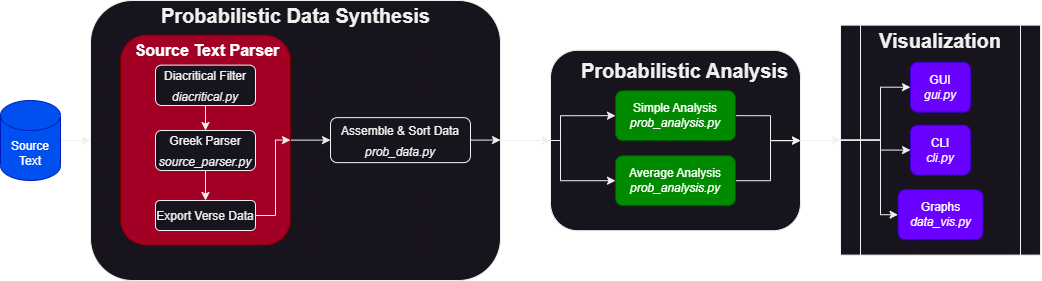 Source
Text
Probabilistic Data Synthesis
Source Text Parser
Diacritical Filter
diacritical.py
Greek Parser
source_parser.py
Export Verse Data
Assemble & Sort Data
prob_data.py
Probabilistic Analysis
Simple Analysis
prob_analysis.py
Average Analysis
prob_analysis.py
Visualization
GUI
gui.py
CLI
cli.py
Graphs
data_vis.py